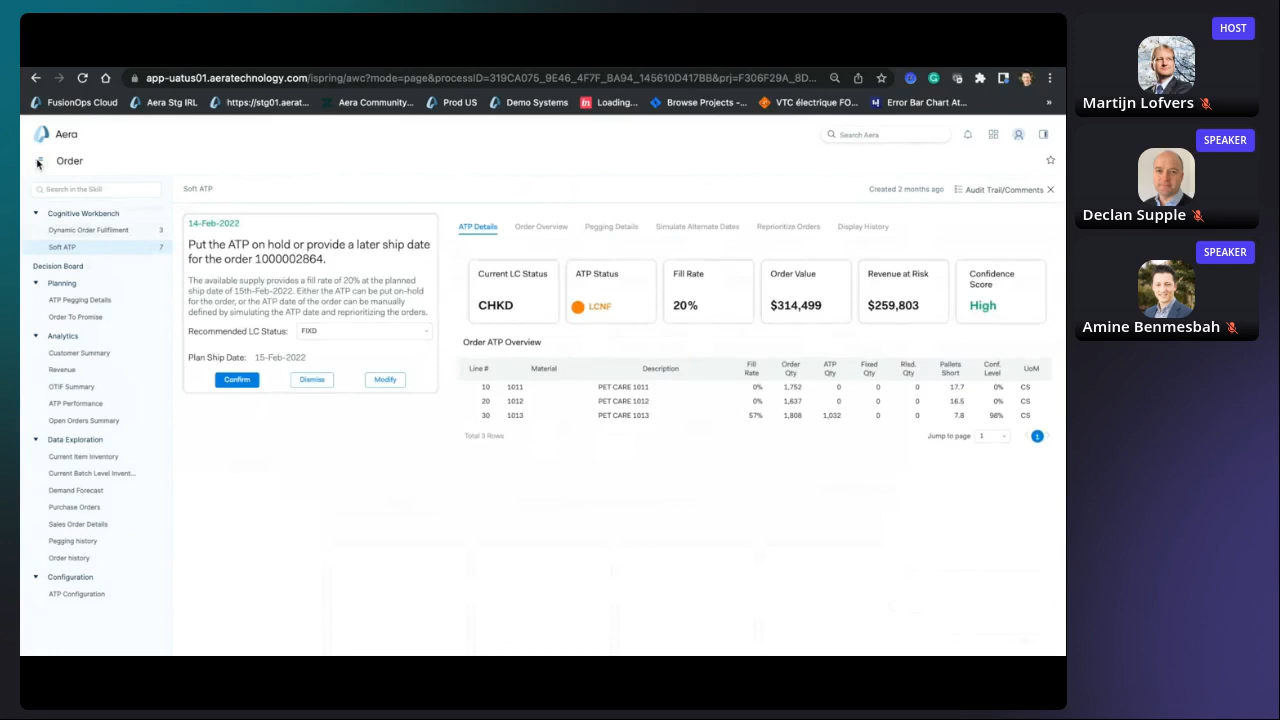 app-uatus01.aeratechnology.com/ispring/awc?mode=page&processID=319CA075_9E46_4F7F_BA94_145610D417BB&prj=F306F29A_8D...
FusionOps Cloud
Aera Stg IRL
https://stg01.aerat...
Aera Community...
Prod US
Demo Systems
Loading...
Browse Projects -...
VTC électrique FO...
Error Bar Chart At...
»
Aera
Search Aera
Order
Search in the Skill
Cognitive Workbench
Dynamic Order Fulfilment 3
Soft ATP 7
Decision Board
Planning
ATP Pegging Details
Order To Promise
Analytics
Customer Summary
Revenue
OTIF Summary
ATP Performance
Open Orders Summary
Data Exploration
Current Item Inventory
Current Batch Level Invent...
Demand Forecast
Purchase Orders
Sales Order Details
Pegging history
Order history
Configuration
ATP Configuration
Soft ATP
Created 2 months ago
Audit Trail/Comments
14-Feb-2022
Put the ATP on hold or provide a later ship date
for the order 1000002864.
The available supply provides a fill rate of 20% at the planned
ship date of 15th-Feb-2022. Either the ATP can be put on-hold
for the order, or the ATP date of the order can be manually
defined by simulating the ATP date and reprioritizing the orders.
Recommended LC Status: FIXD
Plan Ship Date: 15-Feb-2022
Confirm Dismiss Modify
ATP Details Order Overview Pegging Details Simulate Alternate Dates Reprioritize Orders Display History
Current LC Status
CHKD
ATP Status
LCNF
Fill Rate
20%
Order Value
$314,499
Revenue at Risk
$259,803
Confidence
Score
High
Order ATP Overview
Line # Material Description Fill Rate Order Qty ATP Qty Fixed Qty Rlsd. Qty Pallets Short Conf. Level UoM
10 1011 PET CARE 1011 0% 1,752 0 0 0 17.7 0% CS
20 1012 PET CARE 1012 0% 1,637 0 0 0 16.5 0% CS
30 1013 PET CARE 1013 57% 1,808 1,032 0 0 7.8 98% CS
Total 3 Rows
Jump to page 1
1
HOST
Martijn Lofvers
SPEAKER
Declan Supple
SPEAKER
Amine Benmesbah